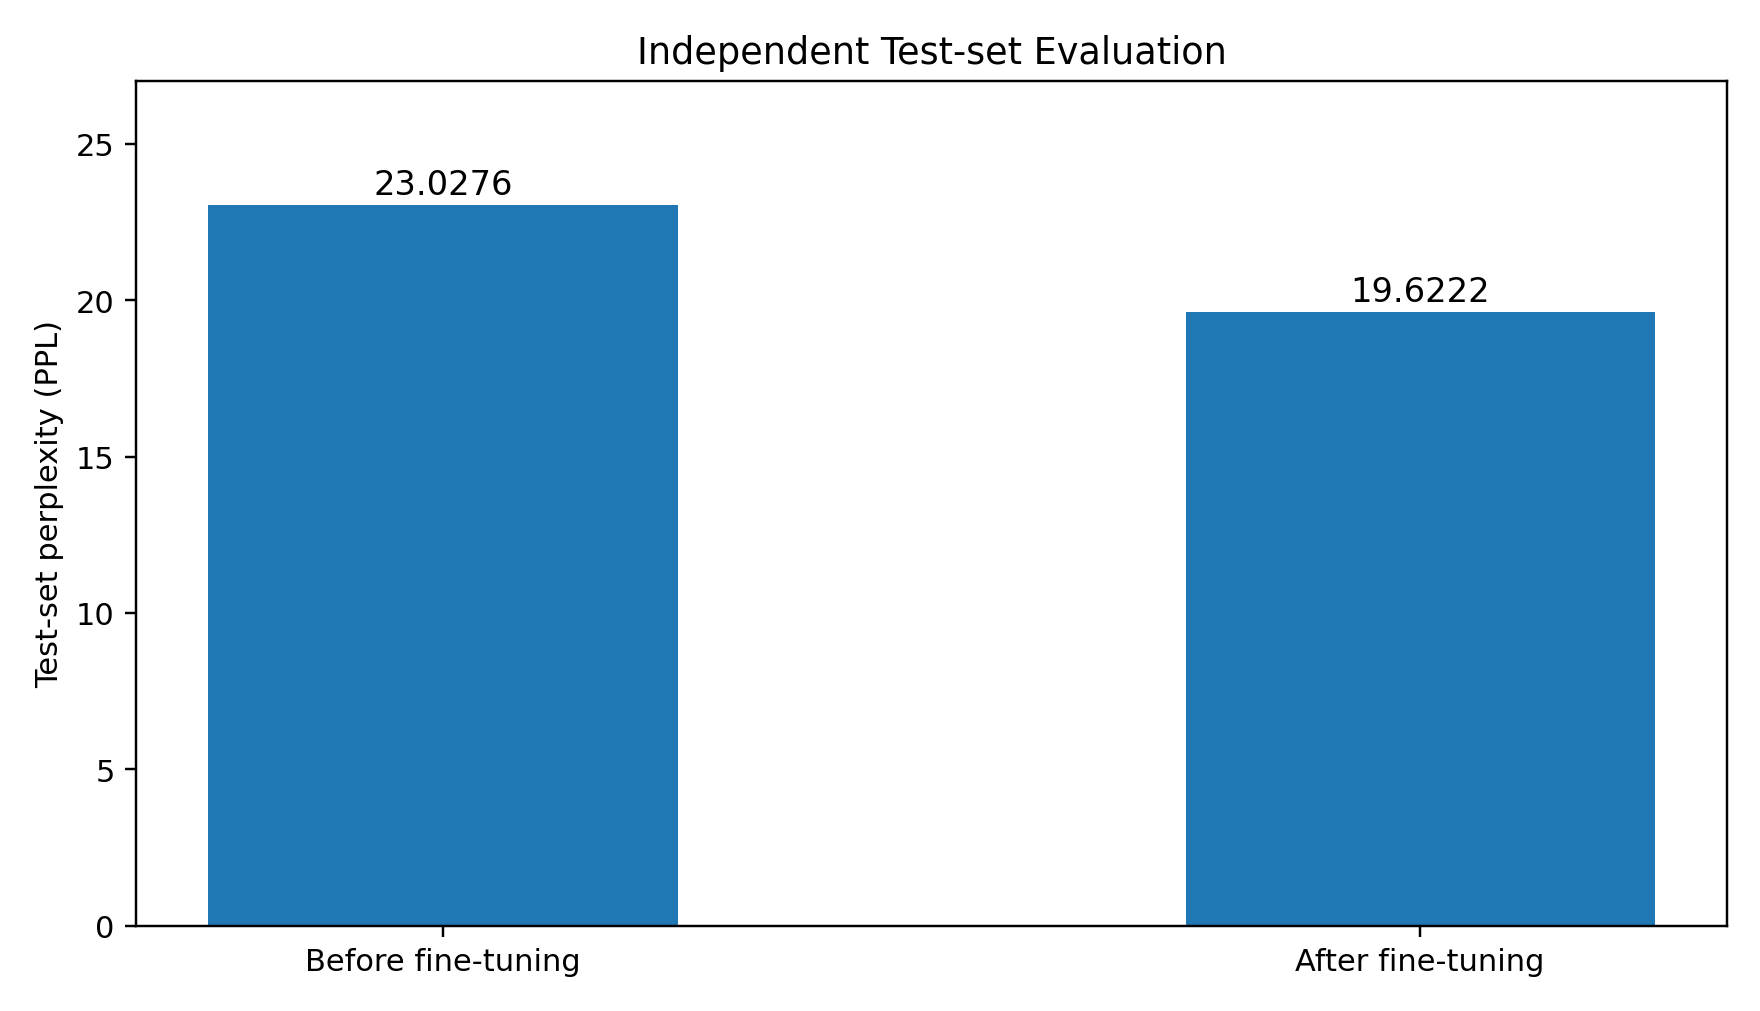 Independent Test-set Evaluation
Test-set perplexity (PPL)
25
20
15
10
5
0
23.0276
19.6222
Before fine-tuning
After fine-tuning